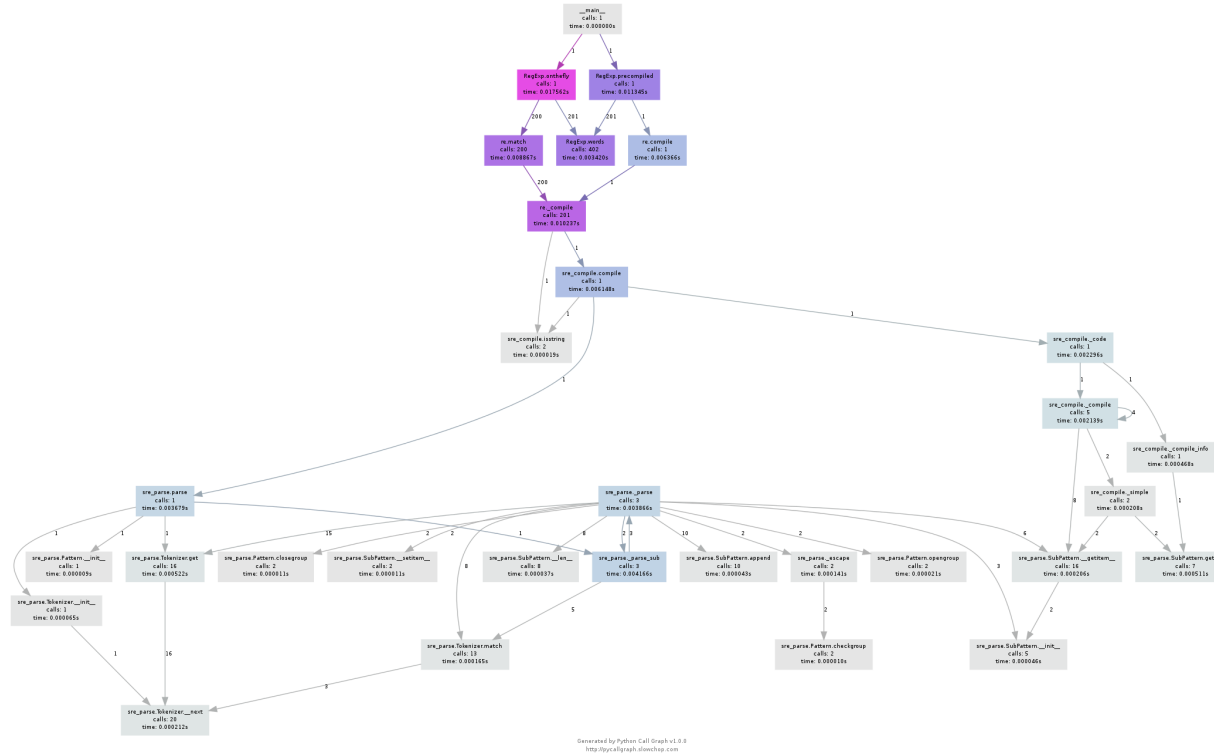 __main__
calls: 1
time: 0.000000s
1
1
RegExp.onthefly
calls: 1
time: 0.017562s
RegExp.precompiled
calls: 1
time: 0.011345s
200
201
201
1
re.match
calls: 200
time: 0.008867s
RegExp.words
calls: 402
time: 0.003420s
re.compile
calls: 1
time: 0.006366s
200
1
re._compile
calls: 201
time: 0.010237s
1
1
sre_compile.compile
calls: 1
time: 0.006148s
1
1
sre_compile.isstring
calls: 2
time: 0.000019s
sre_compile._code
calls: 1
time: 0.002296s
1
1
1
sre_compile._compile
calls: 5
time: 0.002139s
4
sre_compile._compile_info
calls: 1
time: 0.000468s
2
8
1
sre_parse.parse
calls: 1
time: 0.003679s
sre_parse._parse
calls: 3
time: 0.003866s
sre_compile._simple
calls: 2
time: 0.000208s
1
1
1
15
2
2
8
1
2
3
10
2
2
6
2
2
sre_parse.Pattern.__init__
calls: 1
time: 0.000009s
sre_parse.Tokenizer.get
calls: 16
time: 0.000522s
sre_parse.Pattern.closegroup
calls: 2
time: 0.000011s
sre_parse.SubPattern.__setitem__
calls: 2
time: 0.000011s
sre_parse.SubPattern.__len__
calls: 8
time: 0.000037s
sre_parse._parse_sub
calls: 3
time: 0.004166s
sre_parse.SubPattern.append
calls: 10
time: 0.000043s
sre_parse._escape
calls: 2
time: 0.000141s
sre_parse.Pattern.opengroup
calls: 2
time: 0.000021s
sre_parse.SubPattern.__getitem__
calls: 16
time: 0.000206s
sre_parse.SubPattern.get
calls: 7
time: 0.000511s
8
3
sre_parse.Tokenizer.__init__
calls: 1
time: 0.000065s
5
2
2
sre_parse.Tokenizer.match
calls: 13
time: 0.000165s
sre_parse.Pattern.checkgroup
calls: 2
time: 0.000010s
sre_parse.SubPattern.__init__
calls: 5
time: 0.000046s
1
16
3
sre_parse.Tokenizer.__next
calls: 20
time: 0.000212s
Generated by Python Call Graph v1.0.0
http://pycallgraph.slowchop.com